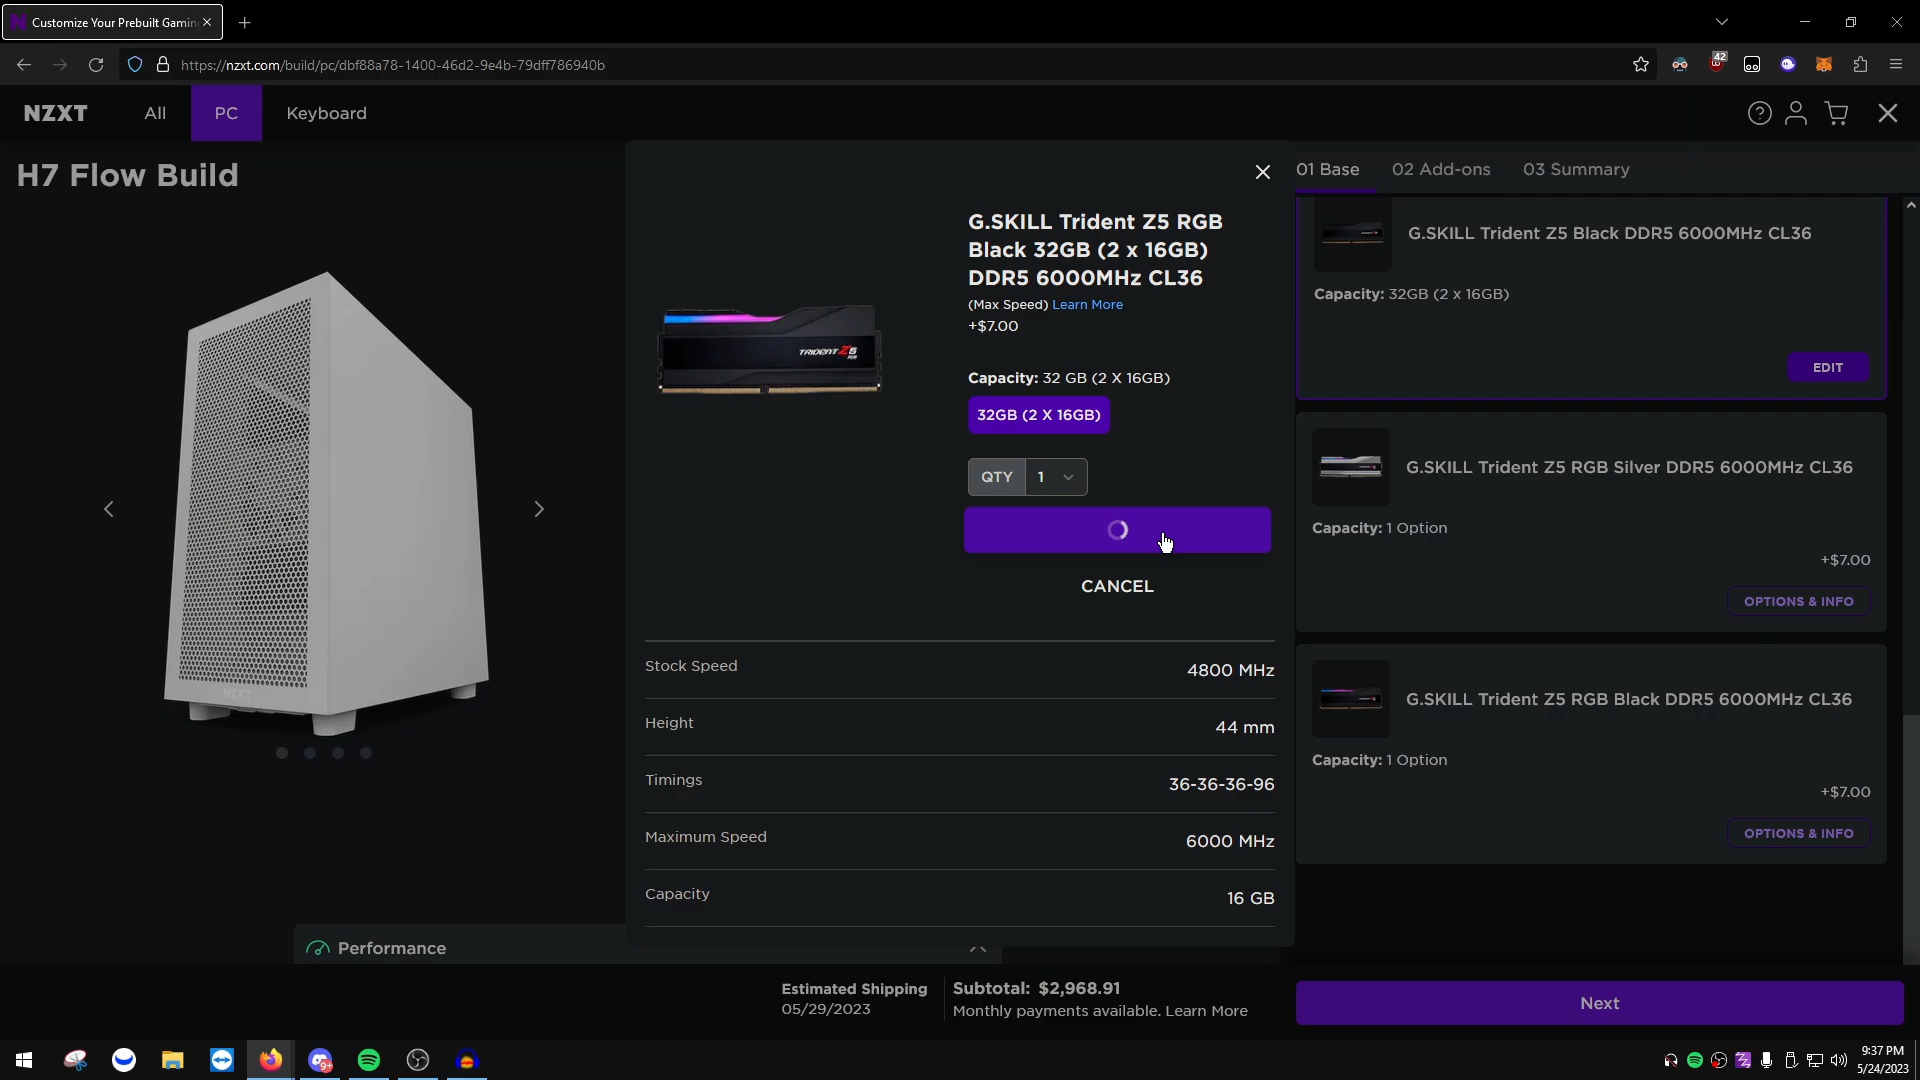 Customize Your Prebuilt Gamin
https://nzxt.com/build/pc/dbf88a78-1400-46d2-9e4b-79dff786940b
42
NZXT
All
PC
Keyboard
H7 Flow Build
NZXT
Performance
G.SKILL Trident Z5 RGB
Black 32GB (2 x 16GB)
DDR5 6000MHz CL36
(Max Speed) Learn More
+$7.00
TRIDENT Z5
RGB
Capacity: 32 GB (2 X 16GB)
32GB (2 X 16GB)
QTY 1
CANCEL
Stock Speed 4800 MHz
Height 44 mm
Timings 36-36-36-96
Maximum Speed 6000 MHz
Capacity 16 GB
01 Base
02 Add-ons
03 Summary
G.SKILL Trident Z5 Black DDR5 6000MHz CL36
Capacity: 32GB (2 x 16GB)
EDIT
G.SKILL Trident Z5 RGB Silver DDR5 6000MHz CL36
Capacity: 1 Option
+$7.00
OPTIONS & INFO
G.SKILL Trident Z5 RGB Black DDR5 6000MHz CL36
Capacity: 1 Option
+$7.00
OPTIONS & INFO
Estimated Shipping
05/29/2023
Subtotal: $2,968.91
Monthly payments available. Learn More
Next
9+
9:37 PM
5/24/2023